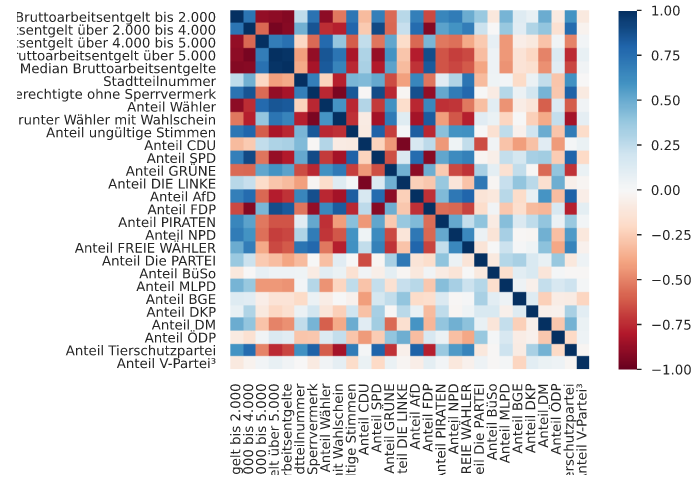 Bruttoarbeitsentgelt bis 2.000
tsentgelt über 2.000 bis 4.000
tsentgelt über 4.000 bis 5.000
ruttoarbeitsentgelt über 5.000
Median Bruttoarbeitsentgelte
Stadtteilnummer
erechtigte ohne Sperrvermerk
Anteil Wähler
runter Wähler mit Wahlschein
Anteil ungültige Stimmen
Anteil CDU
Anteil SPD
Anteil GRÜNE
Anteil DIE LINKE
Anteil AfD
Anteil FDP
Anteil PIRATEN
Anteil NPD
Anteil FREIE WÄHLER
Anteil Die PARTEI
Anteil BüSo
Anteil MLPD
Anteil BGE
Anteil DKP
Anteil DM
Anteil ÖDP
Anteil Tierschutzpartei
Anteil V-Partei³
gelt bis 2.000
000 bis 4.000
000 bis 5.000
elt über 5.000
rbeitsentgelte
dtteilnummer
Sperrvermerk
Anteil Wähler
it Wahlschein
ltige Stimmen
Anteil CDU
Anteil SPD
Anteil GRÜNE
teil DIE LINKE
Anteil AfD
Anteil FDP
nteil PIRATEN
Anteil NPD
REIE WÄHLER
eil Die PARTEI
Anteil BüSo
Anteil MLPD
Anteil BGE
Anteil DKP
Anteil DM
Anteil ÖDP
erschutzpartei
nteil V-Partei³
1.00
0.75
0.50
0.25
0.00
−0.25
−0.50
−0.75
−1.00